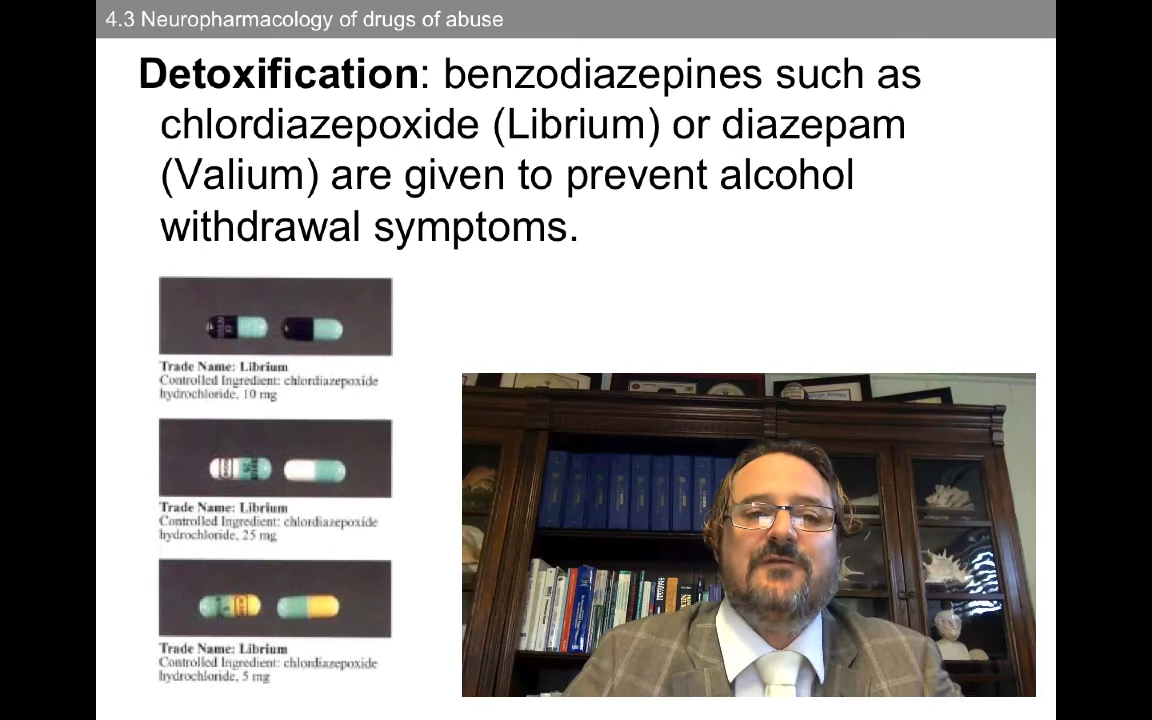 4.3 Neuropharmacology of drugs of abuse
Detoxification: benzodiazepines such as
chlordiazepoxide (Librium) or diazepam
(Valium) are given to prevent alcohol
withdrawal symptoms.
Trade Name: Librium
Controlled Ingredient: chlordiazepoxide
hydrochloride, 10 mg
Trade Name: Librium
Controlled Ingredient: chlordiazepoxide
hydrochloride, 25 mg
Trade Name: Librium
Controlled Ingredient: chlordiazepoxide
hydrochloride, 5 mg